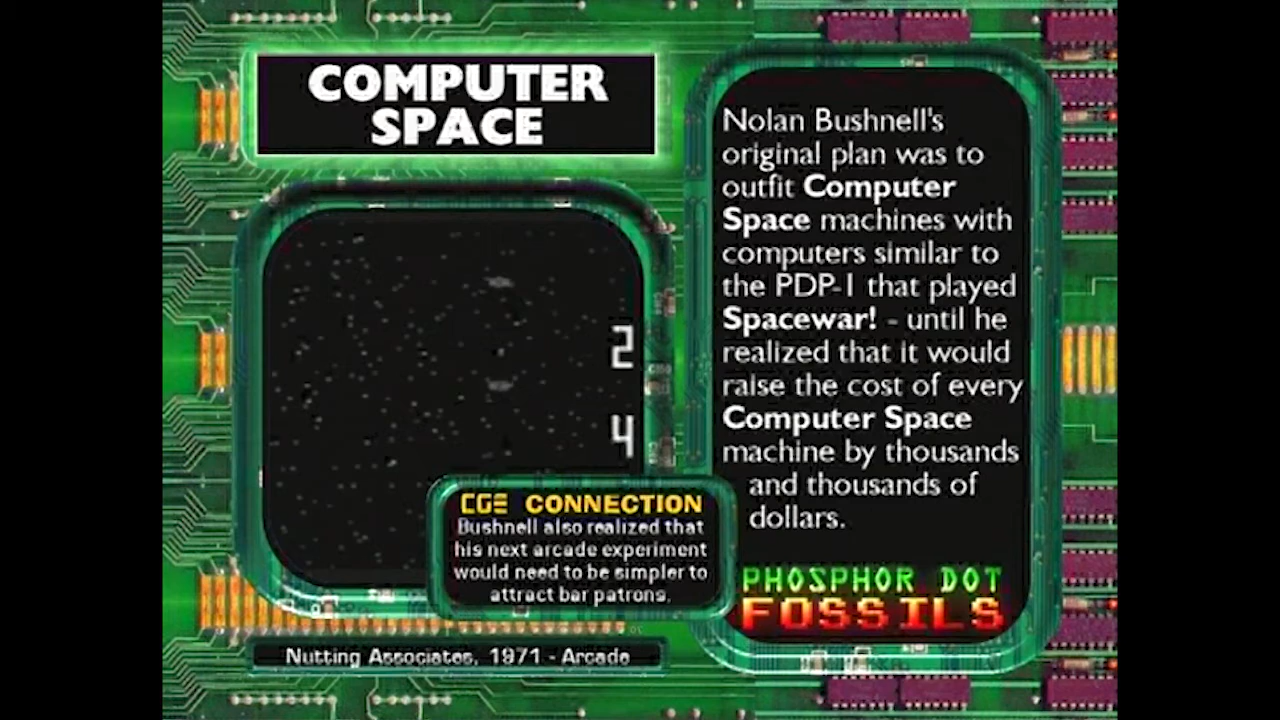 COMPUTER
SPACE
2
4
CGE CONNECTION
Bushnell also realized that
his next arcade experiment
would need to be simpler to
attract bar patrons.
Nutting Associates, 1971 - Arcade
Nolan Bushnell's
original plan was to
outfit Computer
Space machines with
computers similar to
the PDP-1 that played
Spacewar! - until he
realized that it would
raise the cost of every
Computer Space
machine by thousands
and thousands of
dollars.
PHOSPHOR DOT
FOSSILS